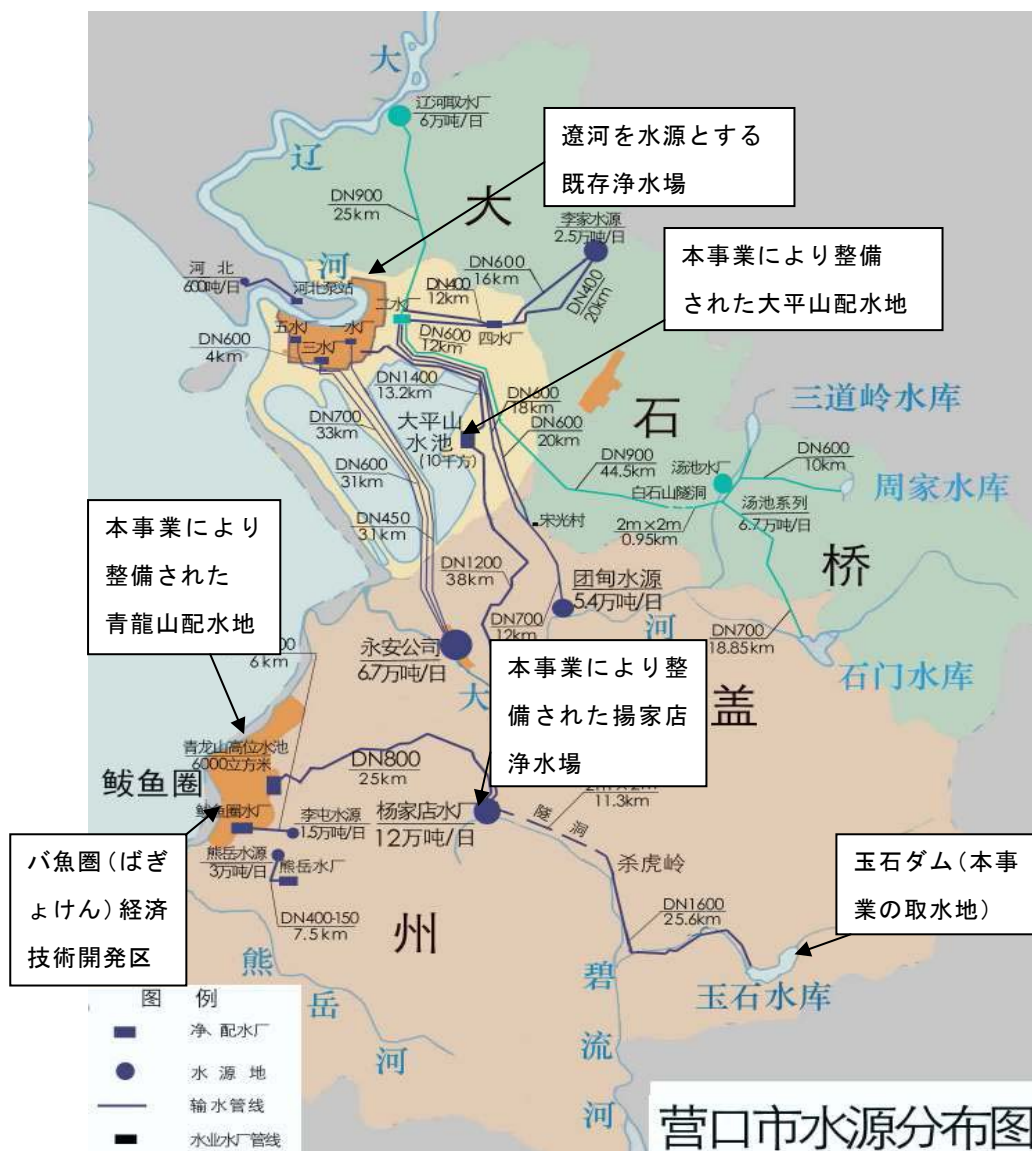 大
辽
河
辽河取水厂
6万吨/日
遼河を水源とする
既存浄水場
DN900
25km
大
李家水源
2.5万吨/日
本事業により整備
された大平山配水地
河北
600吨/日
河北泵站
DN600
16km
DN400
20km
DN400
12km
二水厂
四水厂
DN600
12km
五水厂
一水厂
三水厂
DN600
4km
DN1400
13.2km
DN600
18km
DN600
20km
石
三道岭水库
DN700
33km
大平山
水池
(10千方)
DN600
31km
DN900
44.5km
汤池水厂
DN600
10km
周家水库
白石山隧洞
汤池系列
6.7万吨/日
2m×2m
0.95km
DN450
31km
宋光村
桥
本事業により
整備された
青龍山配水地
DN1200
38km
团甸水源
5.4万吨/日
DN700
12km
河
DN700
18.85km
石门水库
永安公司
6.7万吨/日
大
6km
本事業により整
備された揚家店
浄水場
盖
青龙山高位水池
6000立方米
鲅鱼圈
DN800
25km
鲅鱼圈水厂
李屯水源
1.5万吨/日
杨家店水厂
12万吨/日
11.3km
隧洞
杀虎岭
熊岳水源
3万吨/日
熊岳水厂
バ魚圏(ばぎ
ょけん)経済
技術開発区
DN400-150
7.5km
州
DN1600
25.6km
玉石ダム(本事
業の取水地)
玉石水库
熊
岳
河
碧
流
河
图例
净、配水厂
水源地
输水管线
水业水厂管线
营口市水源分布图